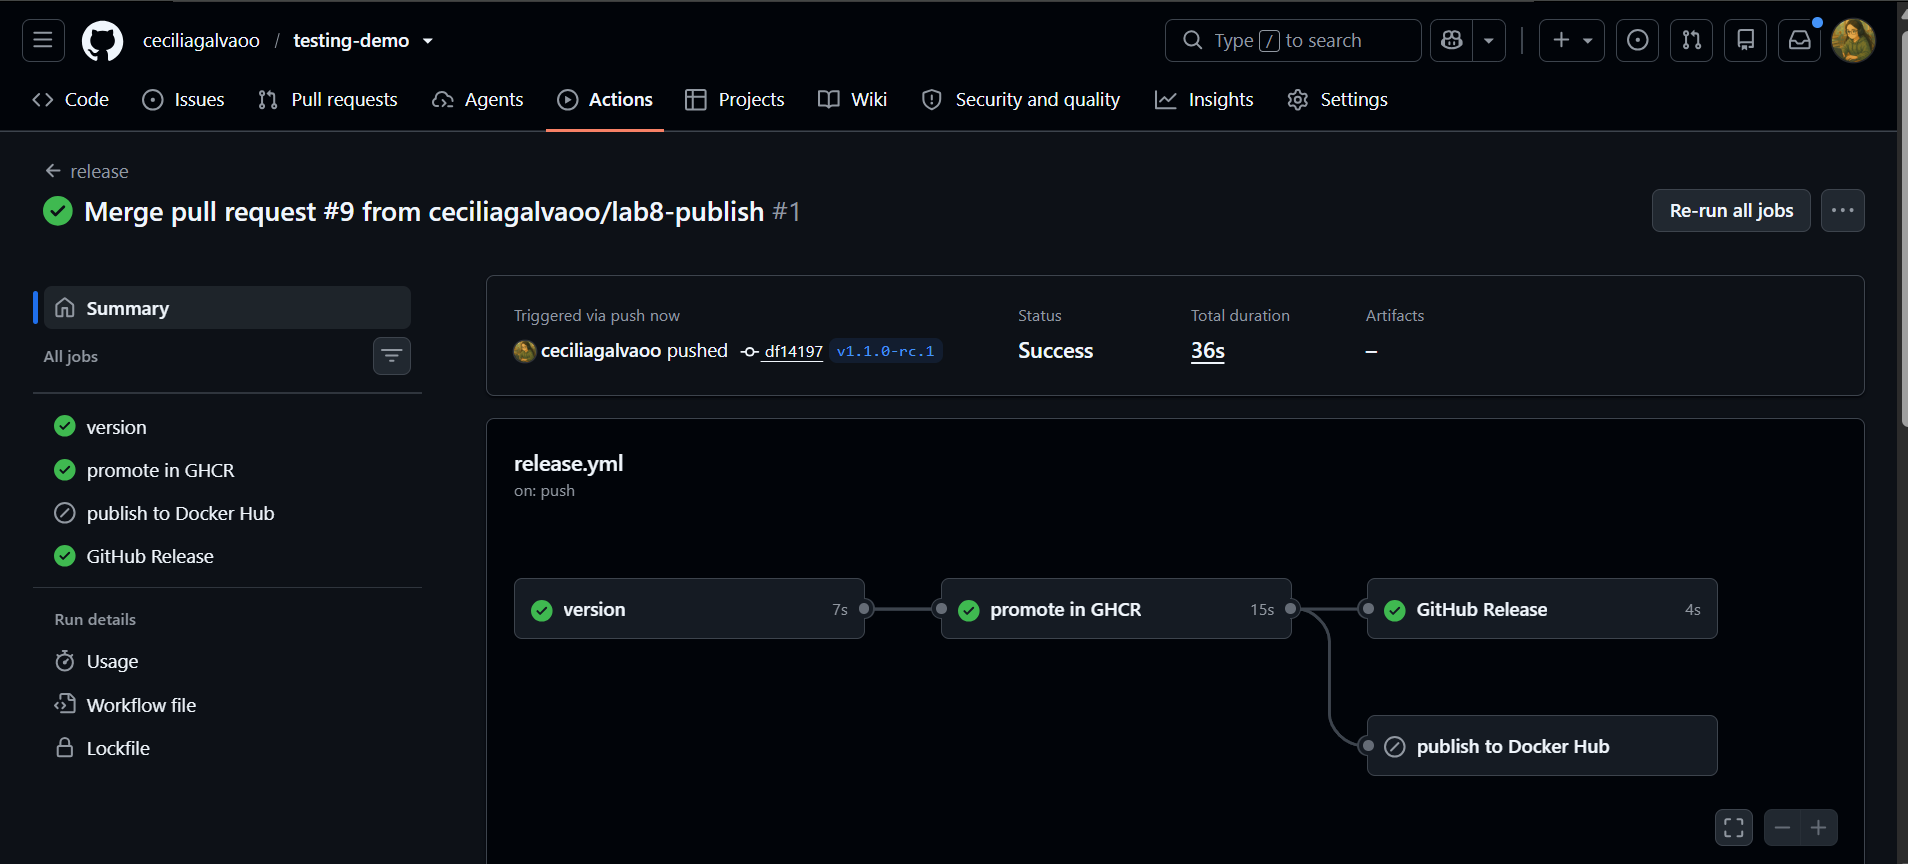 ceciliagalvaoo / testing-demo
Type / to search
Code
Issues
Pull requests
Agents
Actions
Projects
Wiki
Security and quality
Insights
Settings
release
Merge pull request #9 from ceciliagalvaoo/lab8-publish #1
Re-run all jobs
Summary
All jobs
version
promote in GHCR
publish to Docker Hub
GitHub Release
Run details
Usage
Workflow file
Lockfile
Triggered via push now
ceciliagalvaoo pushed df14197 v1.1.0-rc.1
Status
Success
Total duration
36s
Artifacts
–
release.yml
on: push
version 7s
promote in GHCR 15s
GitHub Release 4s
publish to Docker Hub